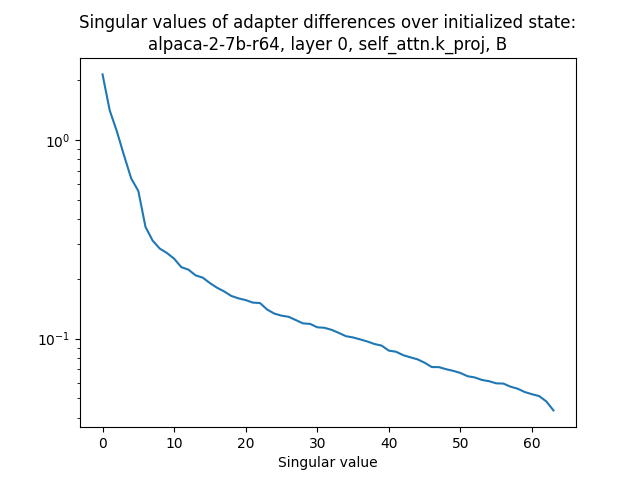 Singular values of adapter differences over initialized state:
alpaca-2-7b-r64, layer 0, self_attn.k_proj, B
10⁰
10⁻¹
0 10 20 30 40 50 60
Singular value